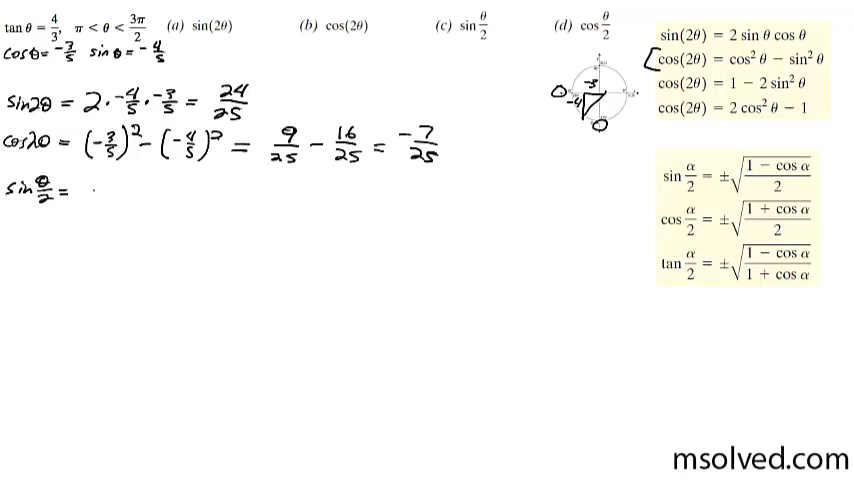 tan θ = 4/3, π < θ < 3π/2 (a) sin(2θ) (b) cos(2θ) (c) sin θ/2 (d) cos θ/2
cosθ = -3/5 sinθ = -4/5
sin2θ = 2 · -4/5 · -3/5 = 24/25
cos2θ = (-3/5)² - (-4/5)² = 9/25 - 16/25 = -7/25
sin θ/2 =
-3
-4
sin(2θ) = 2 sin θ cos θ
cos(2θ) = cos² θ − sin² θ
cos(2θ) = 1 − 2 sin² θ
cos(2θ) = 2 cos² θ − 1
sin α/2 = ±√((1 − cos α)/2)
cos α/2 = ±√((1 + cos α)/2)
tan α/2 = ±√((1 − cos α)/(1 + cos α))
msolved.com